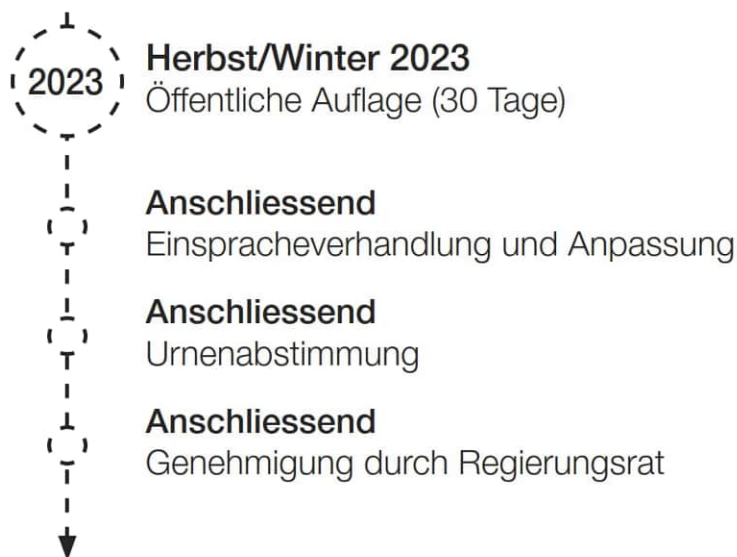 2023
Herbst/Winter 2023
Öffentliche Auflage (30 Tage)
Anschliessend
Einspracheverhandlung und Anpassung
Anschliessend
Urnenabstimmung
Anschliessend
Genehmigung durch Regierungsrat